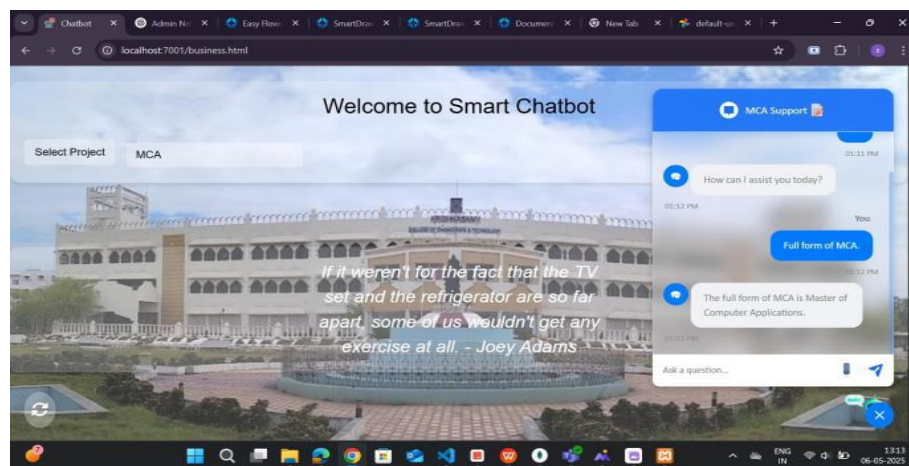 Chatbot
Admin N
Easy Flow
SmartDra
SmartDra
Document
New Tab
default-u
localhost:7001/business.html
Welcome to Smart Chatbot
Select Project
MCA
KRISHNASAMY
If it weren't for the fact that the TV
set and the refrigerator are so far
apart, some of us wouldn't get any
exercise at all. - Joey Adams
MCA Support
01:11 PM
How can I assist you today?
01:12 PM
You
Full form of MCA.
01:12 PM
The full form of MCA is Master of
Computer Applications.
01:12 PM
Ask a question...
ENG
IN
13:13
06-05-2025